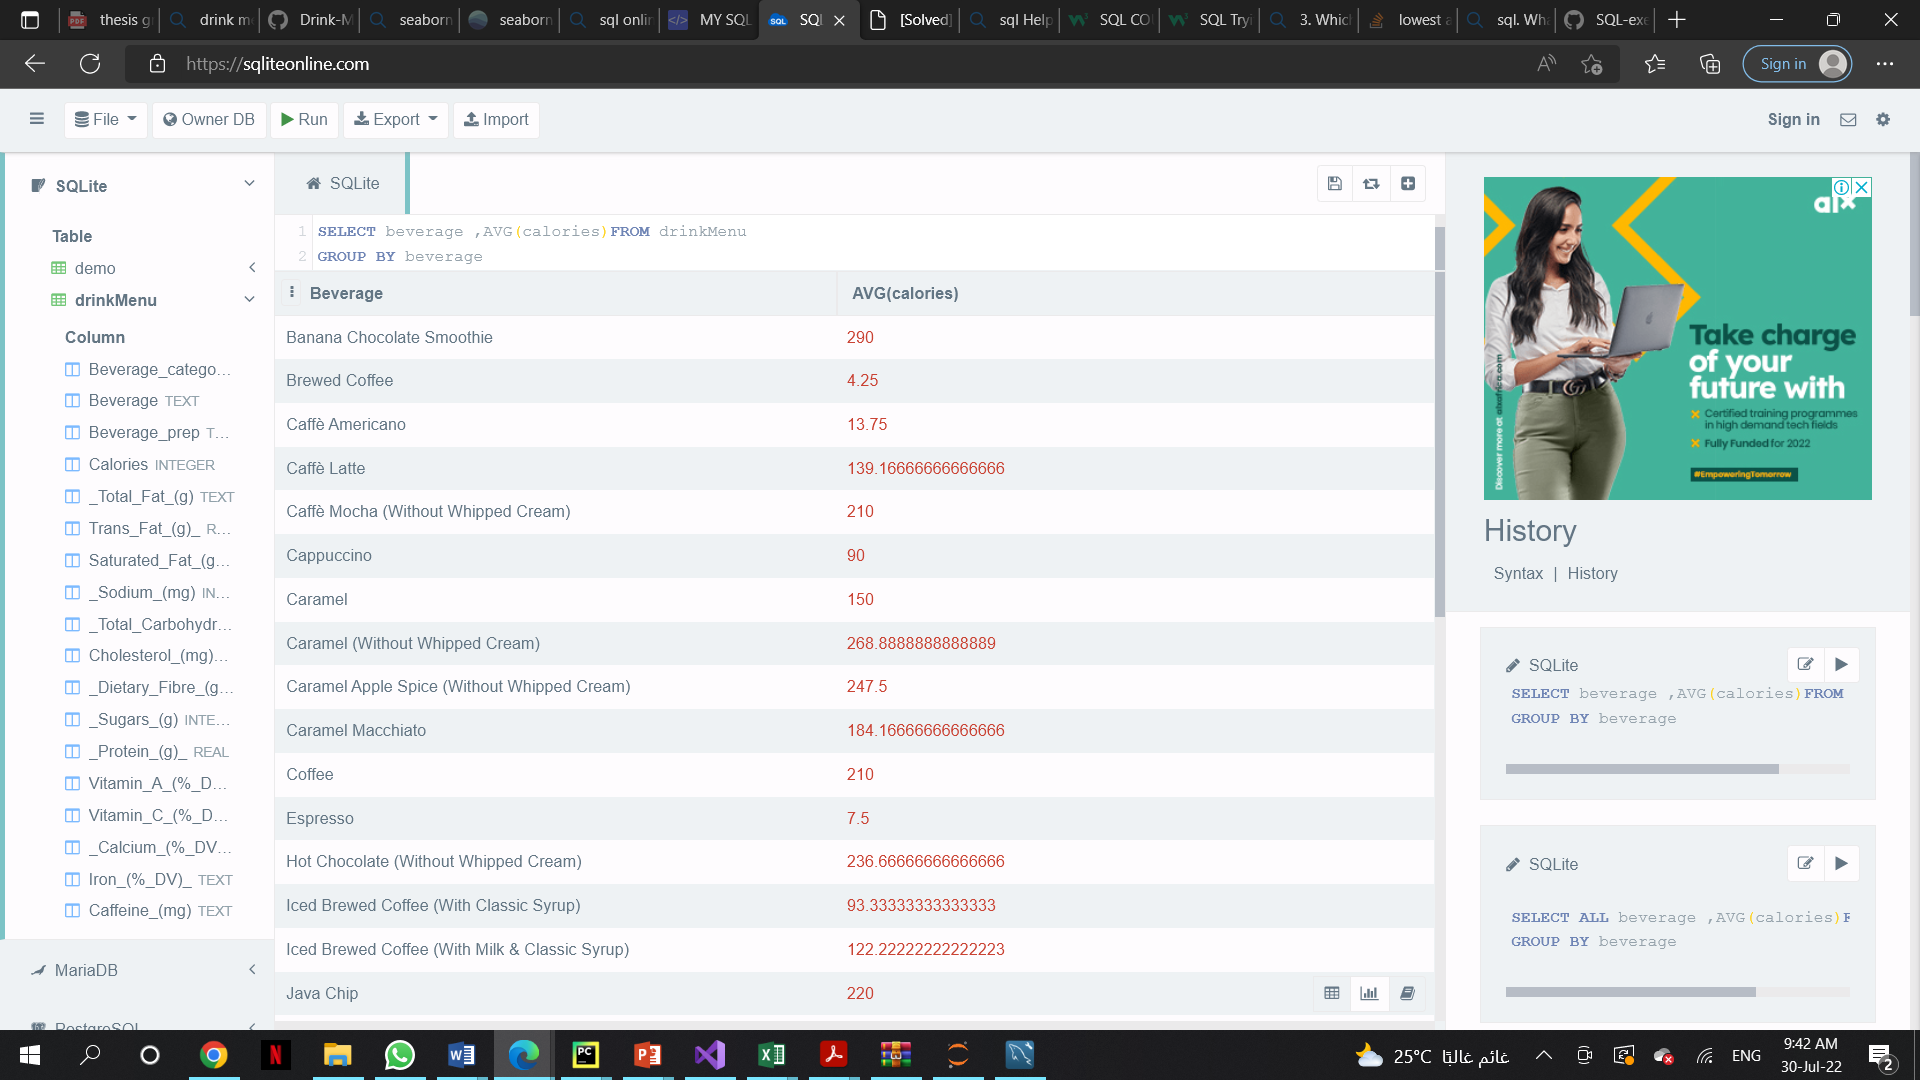 thesis g
drink m
Drink-M
seaborn
seaborn
sql onlin
MY SQL
SQL
[Solved]
sql Help
SQL CO
SQL Tryi
3. Whic
lowest a
sql. Wha
SQL-exe
https://sqliteonline.com
Sign in
File
Owner DB
Run
Export
Import
Sign in
SQLite
Table
demo
drinkMenu
Column
Beverage_catego...
Beverage TEXT
Beverage_prep T...
Calories INTEGER
_Total_Fat_(g) TEXT
Trans_Fat_(g)_ R...
Saturated_Fat_(g...
_Sodium_(mg) IN...
_Total_Carbohydr...
Cholesterol_(mg)...
_Dietary_Fibre_(g...
_Sugars_(g) INTE...
_Protein_(g)_ REAL
Vitamin_A_(%_D...
Vitamin_C_(%_D...
_Calcium_(%_DV...
Iron_(%_DV)_ TEXT
Caffeine_(mg) TEXT
MariaDB
PostgreSQL
SQLite
1 SELECT beverage ,AVG(calories)FROM drinkMenu
2 GROUP BY beverage
Beverage AVG(calories)
Banana Chocolate Smoothie 290
Brewed Coffee 4.25
Caffè Americano 13.75
Caffè Latte 139.16666666666666
Caffè Mocha (Without Whipped Cream) 210
Cappuccino 90
Caramel 150
Caramel (Without Whipped Cream) 268.8888888888889
Caramel Apple Spice (Without Whipped Cream) 247.5
Caramel Macchiato 184.16666666666666
Coffee 210
Espresso 7.5
Hot Chocolate (Without Whipped Cream) 236.66666666666666
Iced Brewed Coffee (With Classic Syrup) 93.33333333333333
Iced Brewed Coffee (With Milk & Classic Syrup) 122.22222222222223
Java Chip 220
alx
Take charge
of your
future with
Certified training programmes
in high demand tech fields
Fully Funded for 2022
#EmpoweringTomorrow
Discover more at alxafrica.com
History
Syntax | History
SQLite
SELECT beverage ,AVG(calories)FROM
GROUP BY beverage
SQLite
SELECT ALL beverage ,AVG(calories)F
GROUP BY beverage
25°C غائم غالبًا
ENG
9:42 AM
30-Jul-22
2